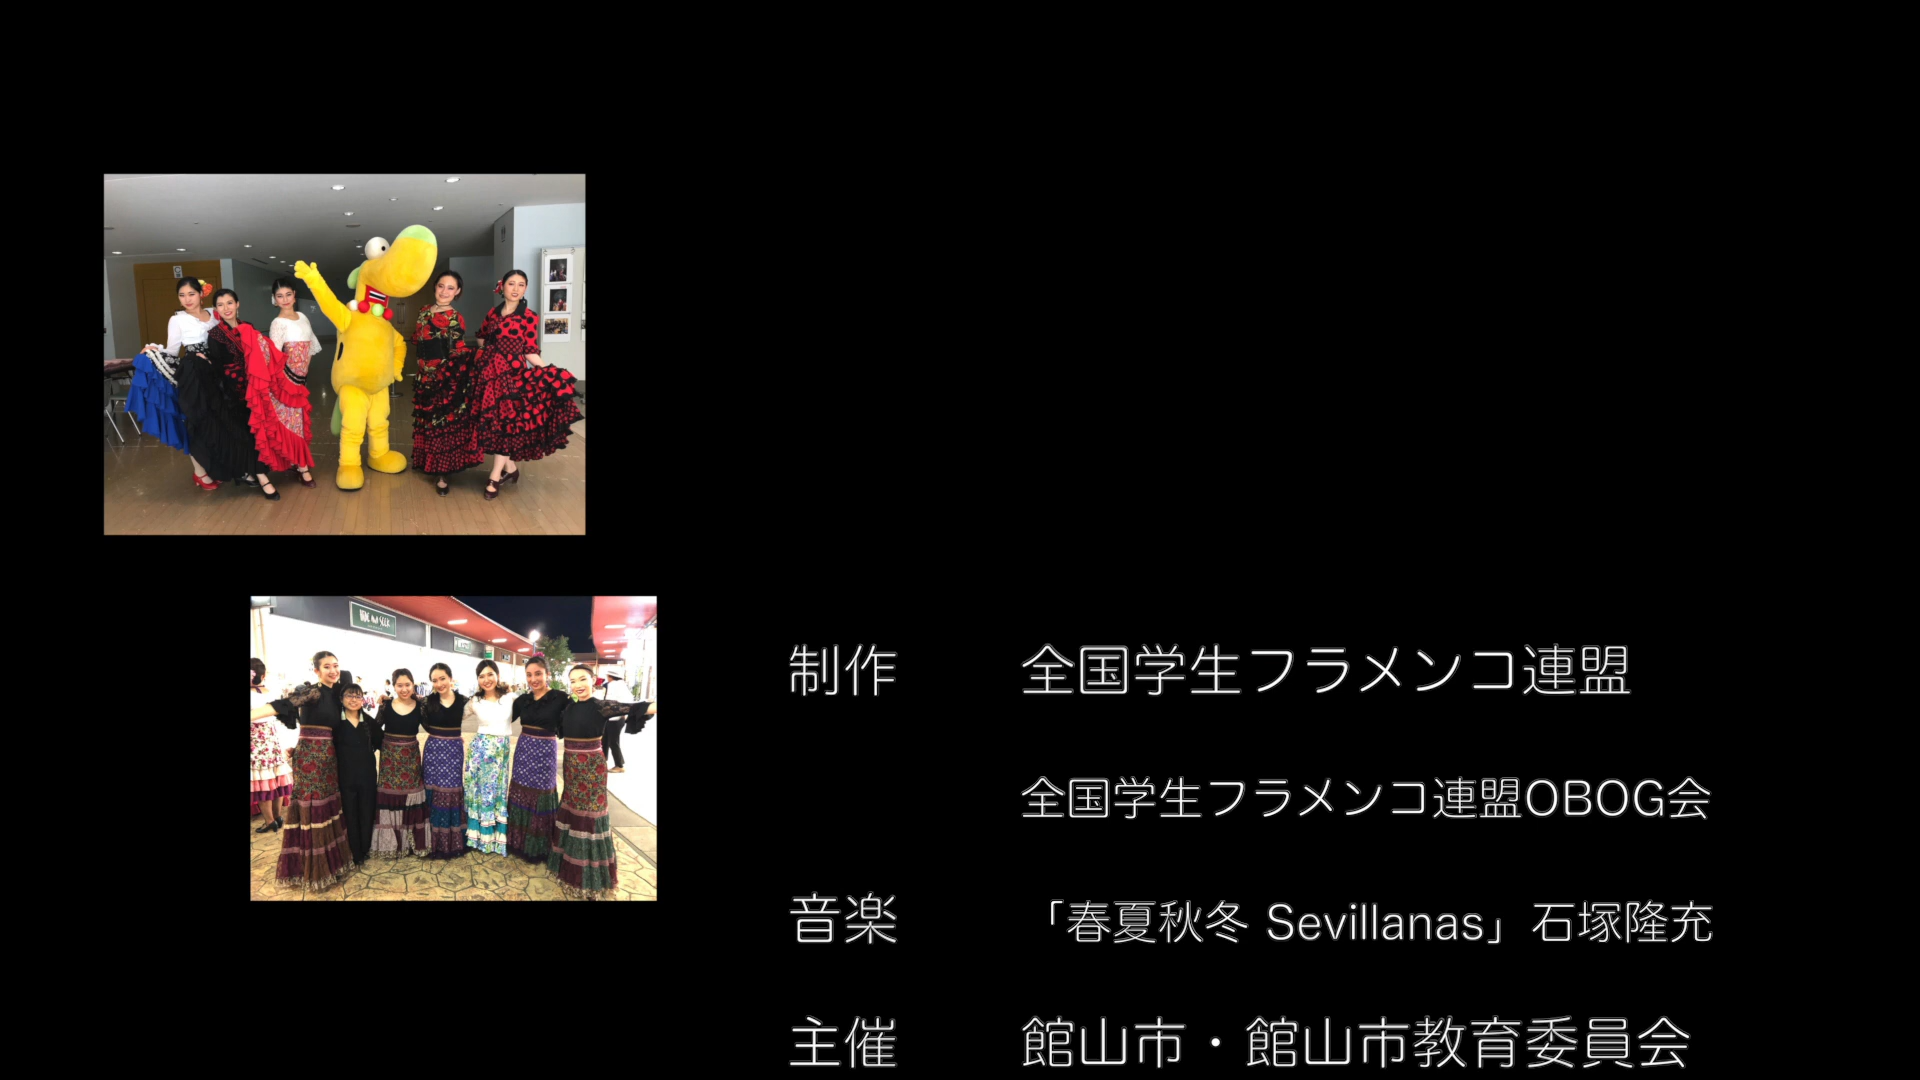 制作 全国学生フラメンコ連盟
全国学生フラメンコ連盟OBOG会
音楽 「春夏秋冬 Sevillanas」石塚隆充
主催 館山市・館山市教育委員会